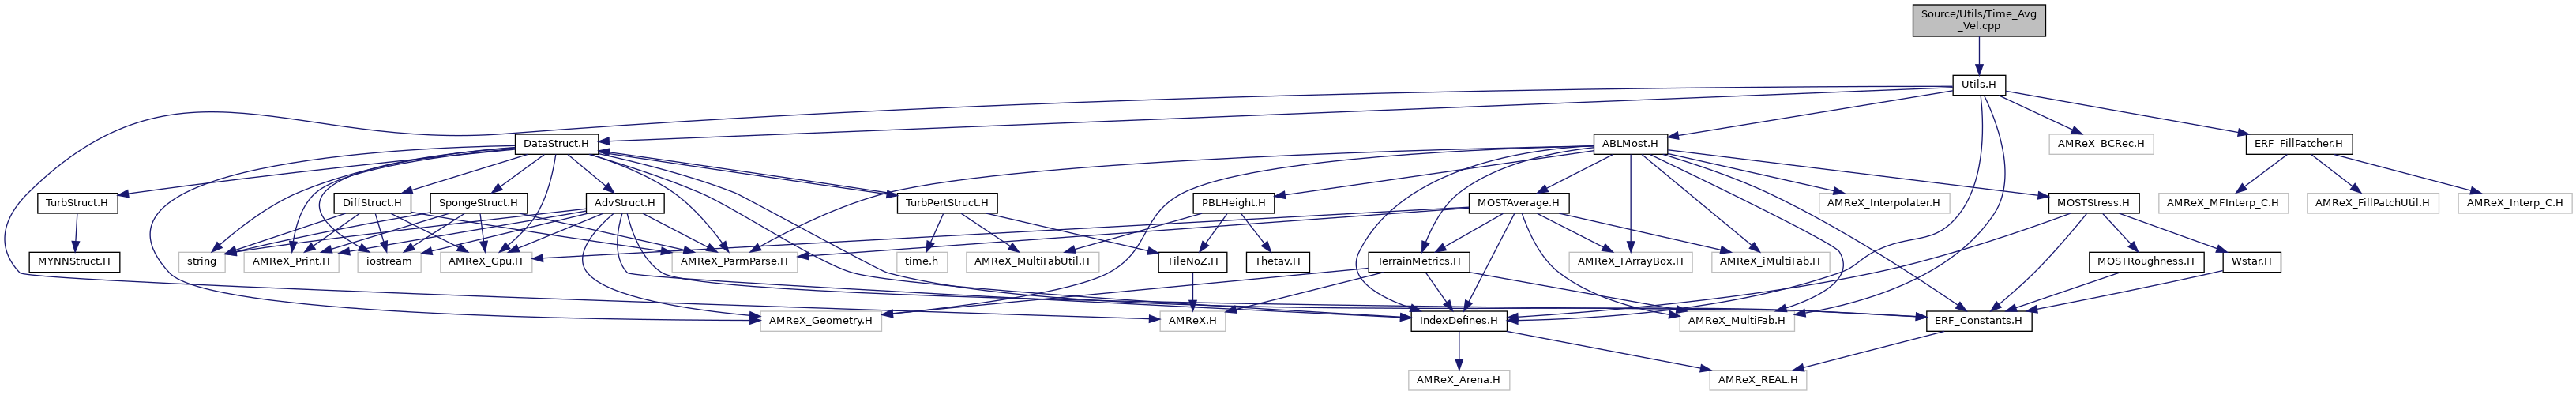 Source/Utils/Time_Avg
_Vel.cpp
Utils.H
DataStruct.H
ABLMost.H
AMReX_BCRec.H
ERF_FillPatcher.H
TurbStruct.H
DiffStruct.H
SpongeStruct.H
AdvStruct.H
TurbPertStruct.H
PBLHeight.H
MOSTAverage.H
AMReX_Interpolater.H
MOSTStress.H
AMReX_MFInterp_C.H
AMReX_FillPatchUtil.H
AMReX_Interp_C.H
MYNNStruct.H
string
AMReX_Print.H
iostream
AMReX_Gpu.H
AMReX_ParmParse.H
time.h
AMReX_MultiFabUtil.H
TileNoZ.H
Thetav.H
TerrainMetrics.H
AMReX_FArrayBox.H
AMReX_iMultiFab.H
MOSTRoughness.H
Wstar.H
AMReX_Geometry.H
AMReX.H
IndexDefines.H
AMReX_MultiFab.H
ERF_Constants.H
AMReX_Arena.H
AMReX_REAL.H